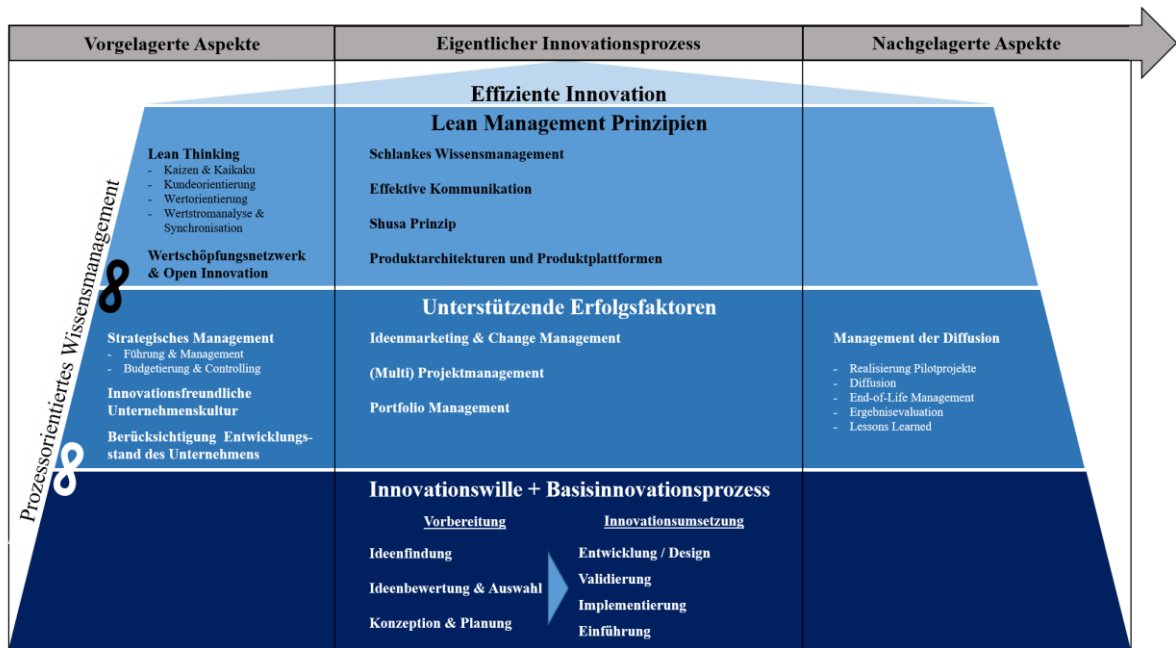 Vorgelagerte Aspekte
Eigentlicher Innovationsprozess
Nachgelagerte Aspekte
Effiziente Innovation
Lean Management Prinzipien
Lean Thinking
- Kaizen & Kaikaku
- Kundeorientierung
- Wertorientierung
- Wertstromanalyse &
Synchronisation
Wertschöpfungsnetzwerk
& Open Innovation
Schlankes Wissensmanagement
Effektive Kommunikation
Shusa Prinzip
Produktarchitekturen und Produktplattformen
Prozessorientiertes Wissensmanagement
8
8
Unterstützende Erfolgsfaktoren
Strategisches Management
- Führung & Management
- Budgetierung & Controlling
Innovationsfreundliche
Unternehmenskultur
Berücksichtigung Entwicklungs-
stand des Unternehmens
Ideenmarketing & Change Management
(Multi) Projektmanagement
Portfolio Management
Management der Diffusion
- Realisierung Pilotprojekte
- Diffusion
- End-of-Life Management
- Ergebnisevaluation
- Lessons Learned
Innovationswille + Basisinnovationsprozess
Vorbereitung
Ideenfindung
Ideenbewertung & Auswahl
Konzeption & Planung
Innovationsumsetzung
Entwicklung / Design
Validierung
Implementierung
Einführung